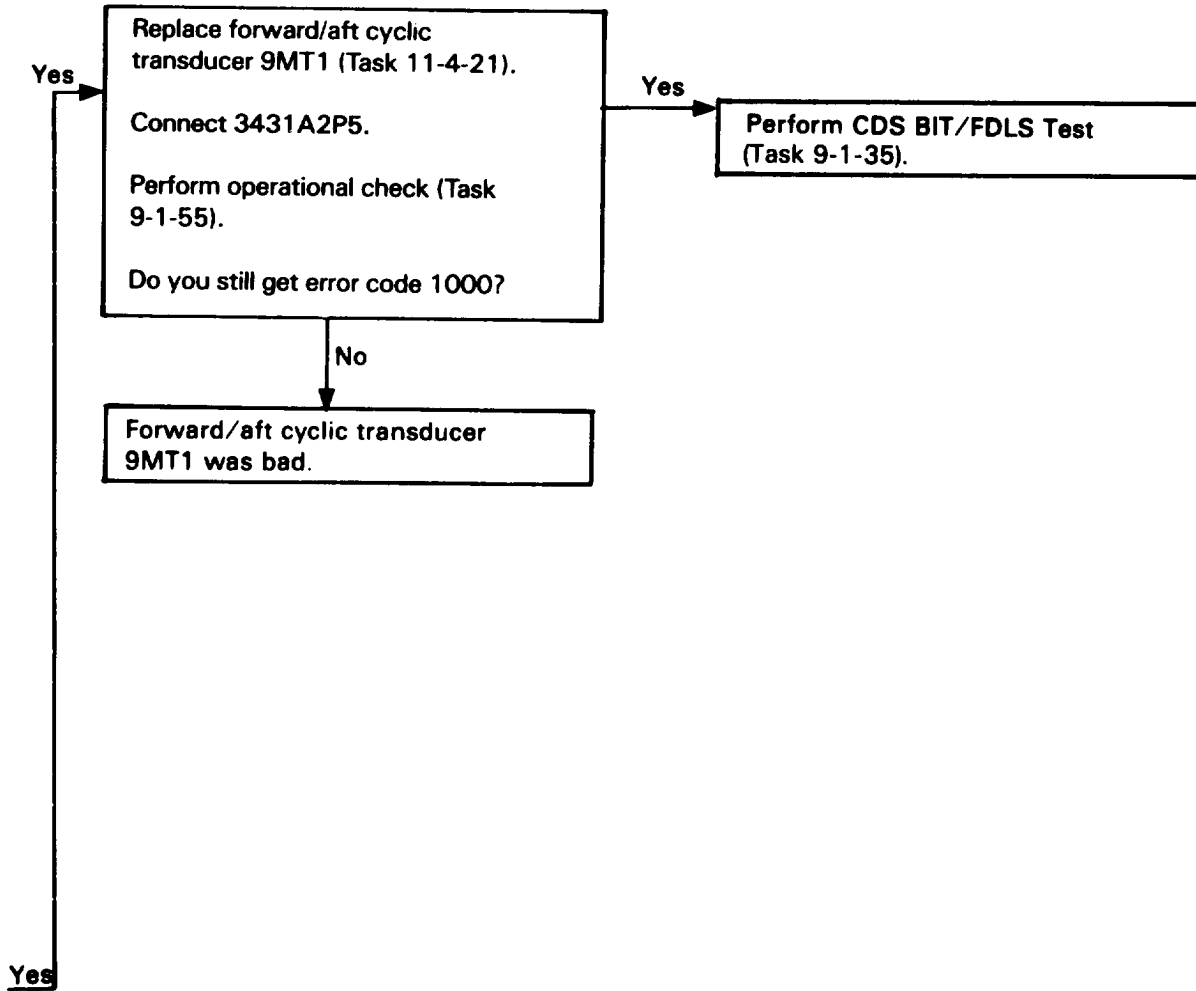 Replace forward/aft cyclic
transducer 9MT1 (Task 11-4-21).
Connect 3431A2P5.
Perform operational check (Task
9-1-55).
Do you still get error code 1000?
Yes
Yes
Perform CDS BIT/FDLS Test
(Task 9-1-35).
No
Forward/aft cyclic transducer
9MT1 was bad.
Yes